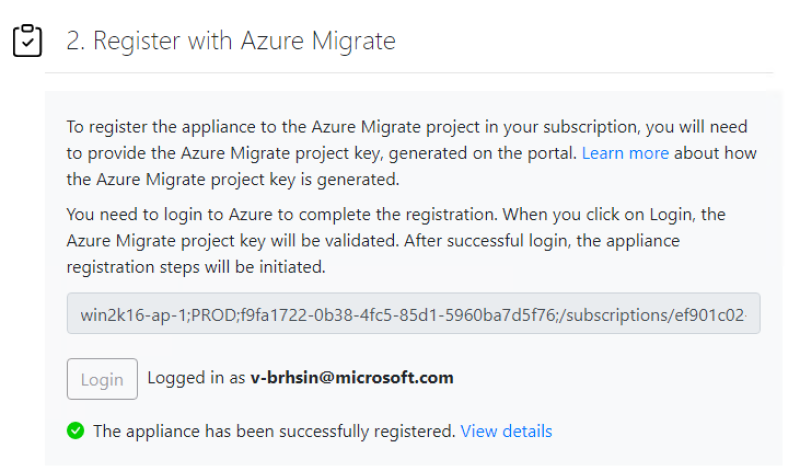 2. Register with Azure Migrate
To register the appliance to the Azure Migrate project in your subscription, you will need
to provide the Azure Migrate project key, generated on the portal. Learn more about how
the Azure Migrate project key is generated.
You need to login to Azure to complete the registration. When you click on Login, the
Azure Migrate project key will be validated. After successful login, the appliance
registration steps will be initiated.
win2k16-ap-1;PROD;f9fa1722-0b38-4fc5-85d1-5960ba7d5f76;/subscriptions/ef901c02-
Login Logged in as v-brhsin@microsoft.com
The appliance has been successfully registered. View details